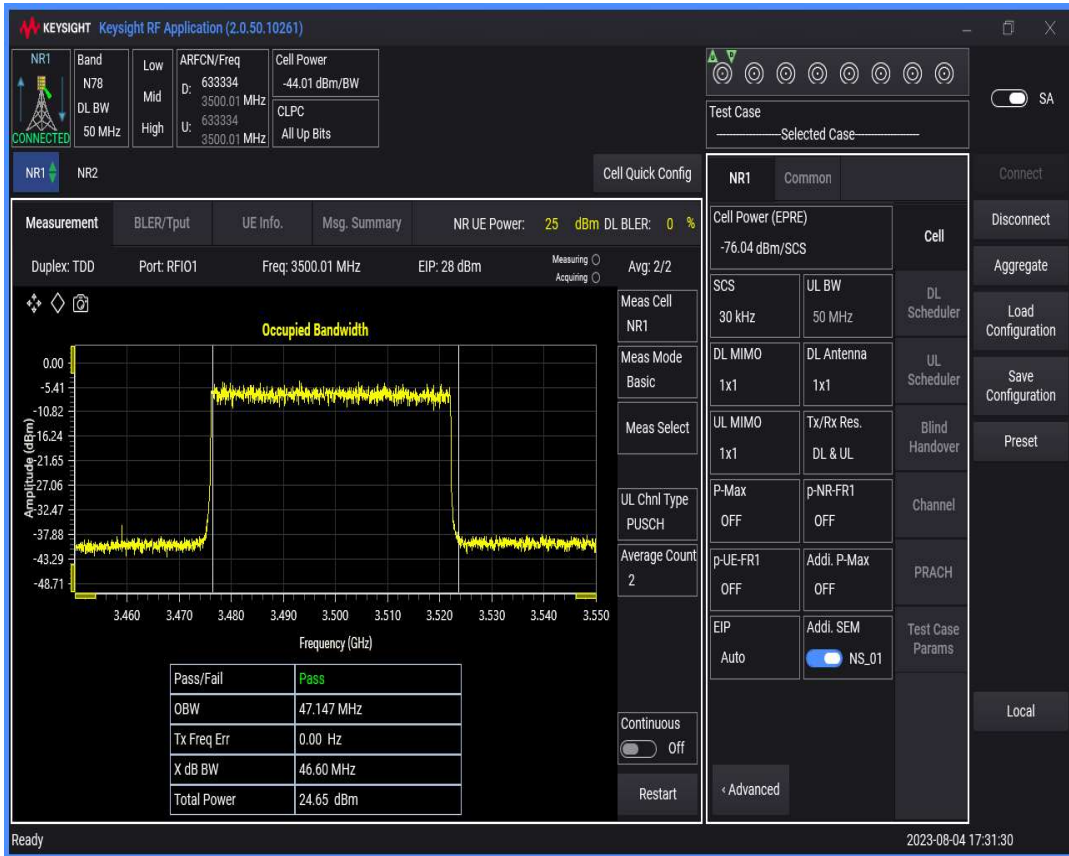 KEYSIGHT Keysight RF Application (2.0.50.10261)
NR1
CONNECTED
Band
N78
DL BW
50 MHz
Low
Mid
High
ARFCN/Freq
D: 633334
3500.01 MHz
U: 633334
3500.01 MHz
Cell Power
-44.01 dBm/BW
CLPC
All Up Bits
Test Case
Selected Case
SA
NR1 NR2 Cell Quick Config
Measurement BLER/Tput UE Info. Msg. Summary NR UE Power: 25 dBm DL BLER: 0 %
Duplex: TDD Port: RFIO1 Freq: 3500.01 MHz EIP: 28 dBm Measuring Acquiring Avg: 2/2
Occupied Bandwidth
Amplitude (dBm)
0.00
-5.41
-10.82
-16.24
-21.65
-27.06
-32.47
-37.88
-43.29
-48.71
3.460 3.470 3.480 3.490 3.500 3.510 3.520 3.530 3.540 3.550
Frequency (GHz)
Pass/Fail Pass
OBW 47.147 MHz
Tx Freq Err 0.00 Hz
X dB BW 46.60 MHz
Total Power 24.65 dBm
Meas Cell
NR1
Meas Mode
Basic
Meas Select
UL Chnl Type
PUSCH
Average Count
2
Continuous
Off
Restart
NR1 Common
Cell Power (EPRE)
-76.04 dBm/SCS
SCS UL BW
30 kHz 50 MHz
DL MIMO DL Antenna
1x1 1x1
UL MIMO Tx/Rx Res.
1x1 DL & UL
P-Max p-NR-FR1
OFF OFF
p-UE-FR1 Addi. P-Max
OFF OFF
EIP Addi. SEM
Auto NS_01
‹ Advanced
Cell
DL
Scheduler
UL
Scheduler
Blind
Handover
Channel
PRACH
Test Case
Params
Connect
Disconnect
Aggregate
Load
Configuration
Save
Configuration
Preset
Local
Ready 2023-08-04 17:31:30